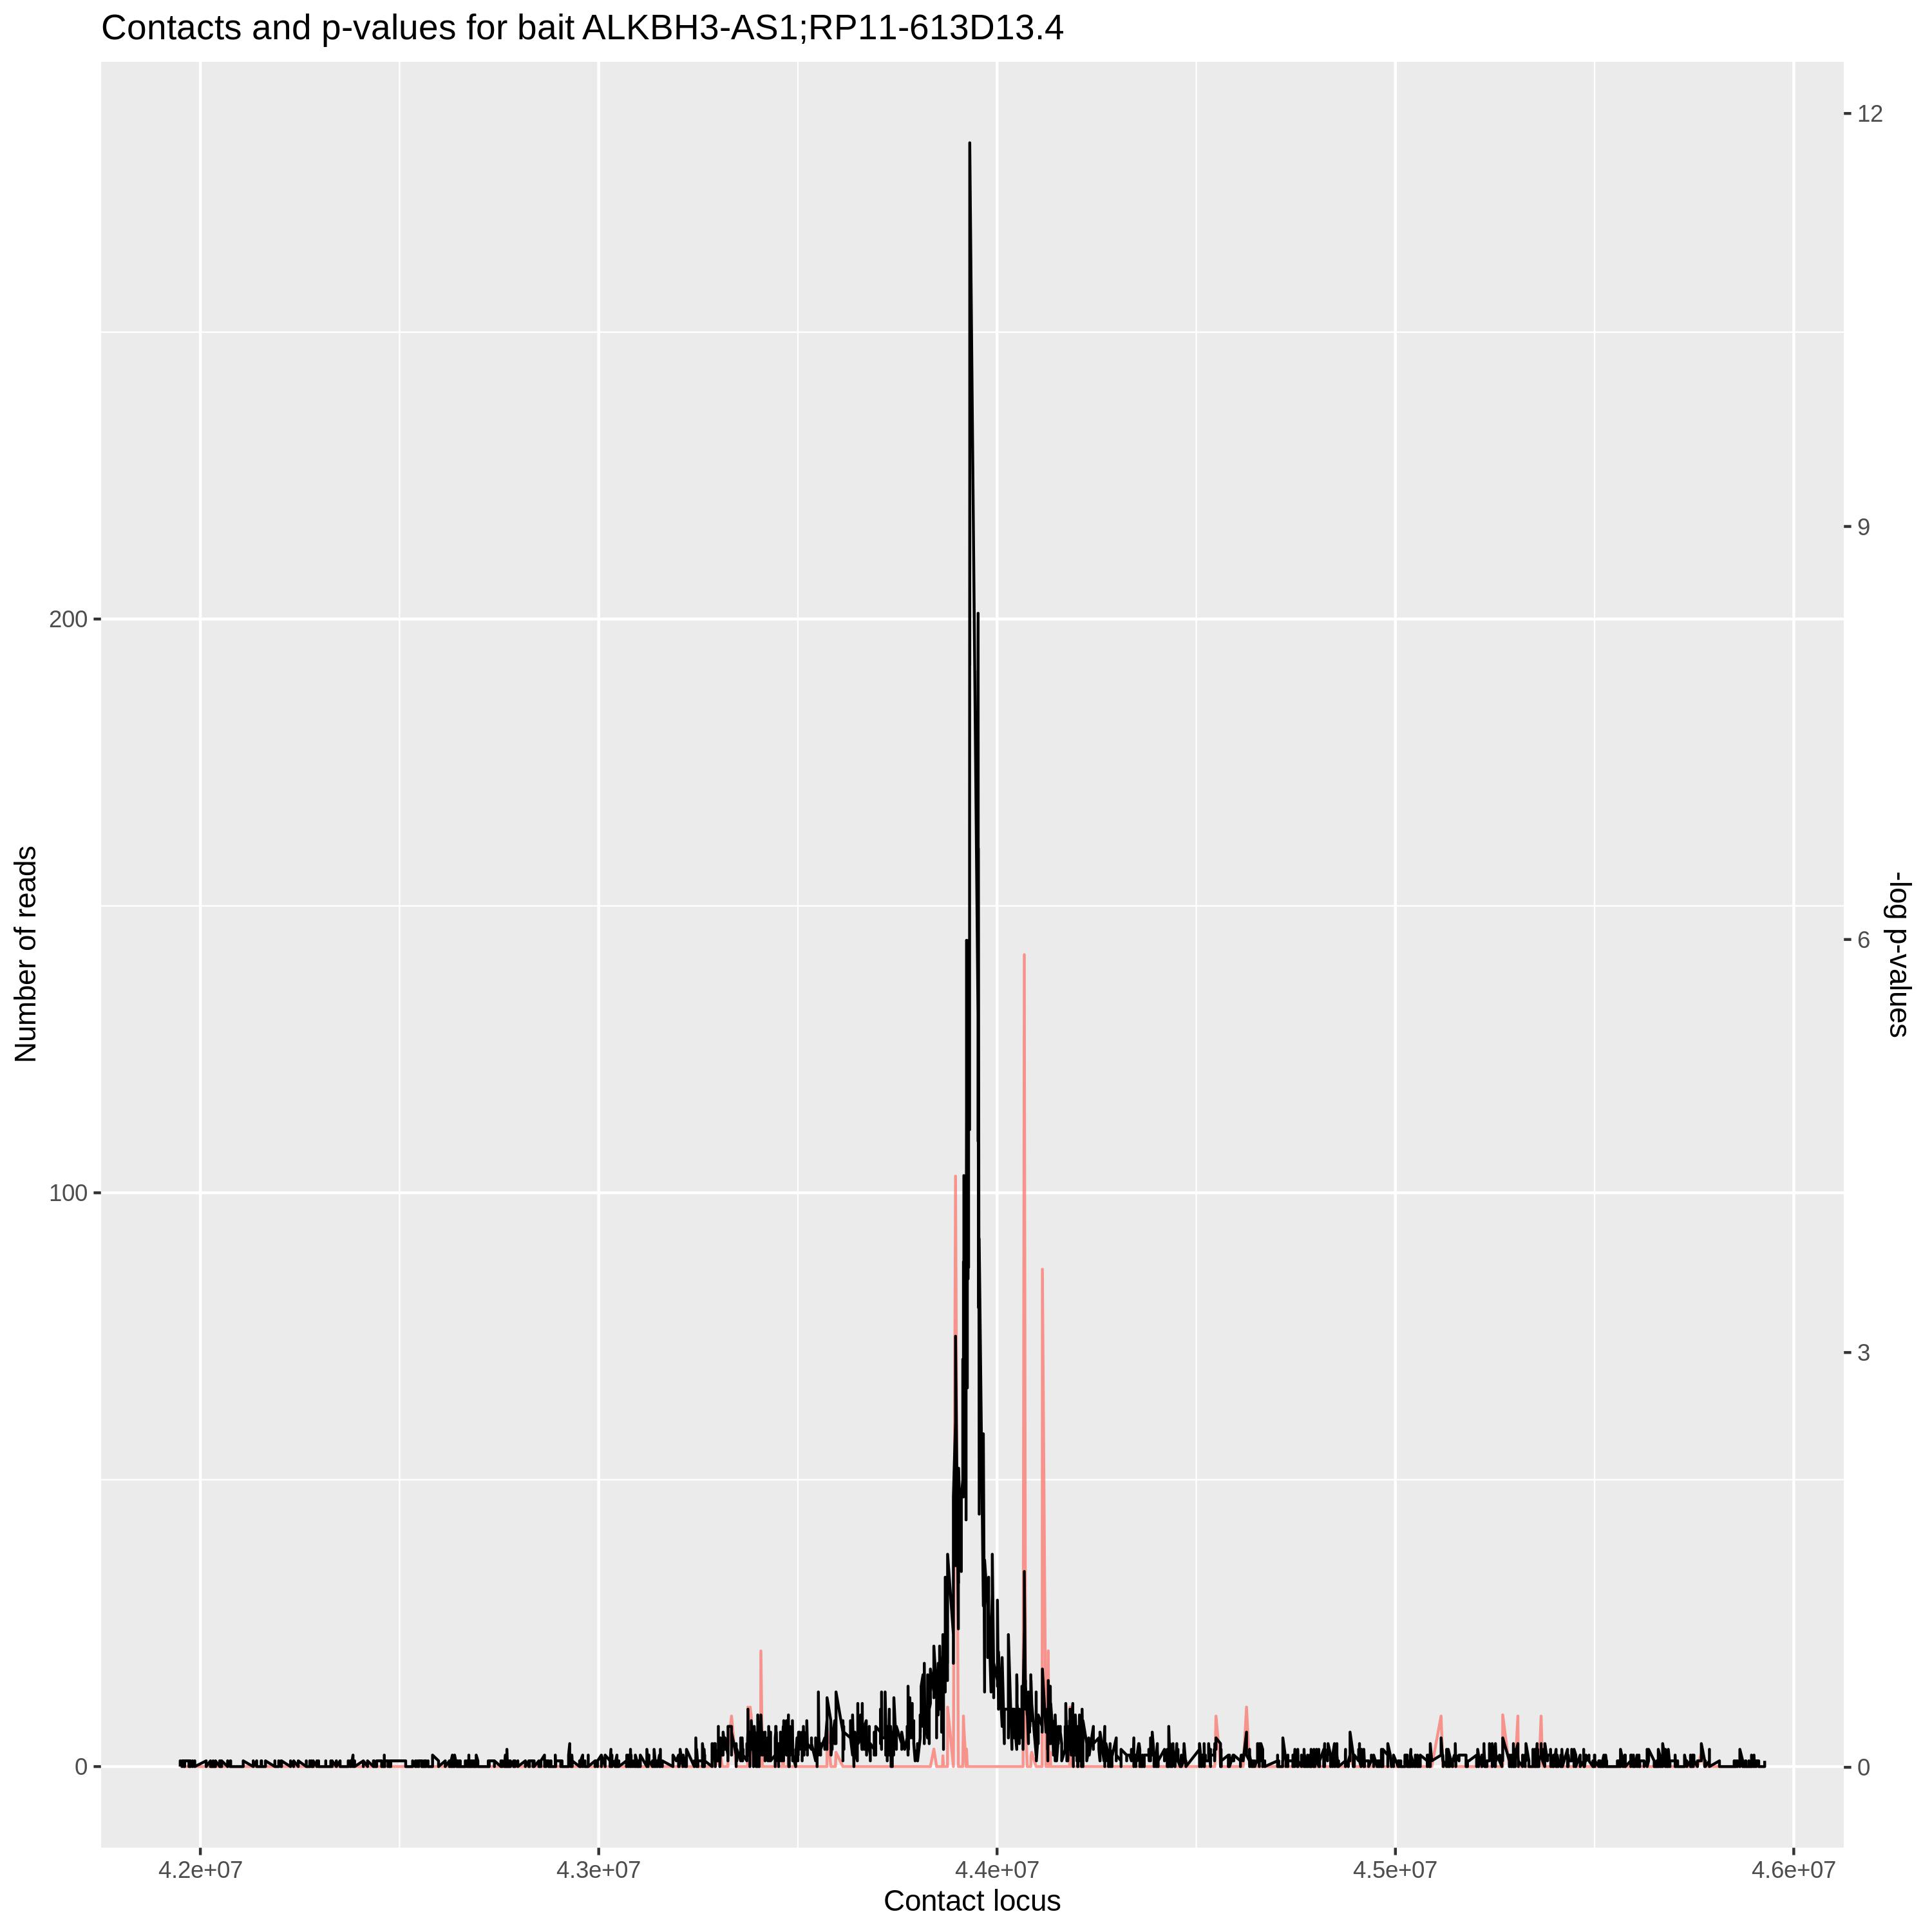 Contacts and p-values for bait ALKBH3-AS1;RP11-613D13.4
12
9
200
6
Number of reads
-log p-values
100
3
0
0
4.2e+07
4.3e+07
4.4e+07
4.5e+07
4.6e+07
Contact locus